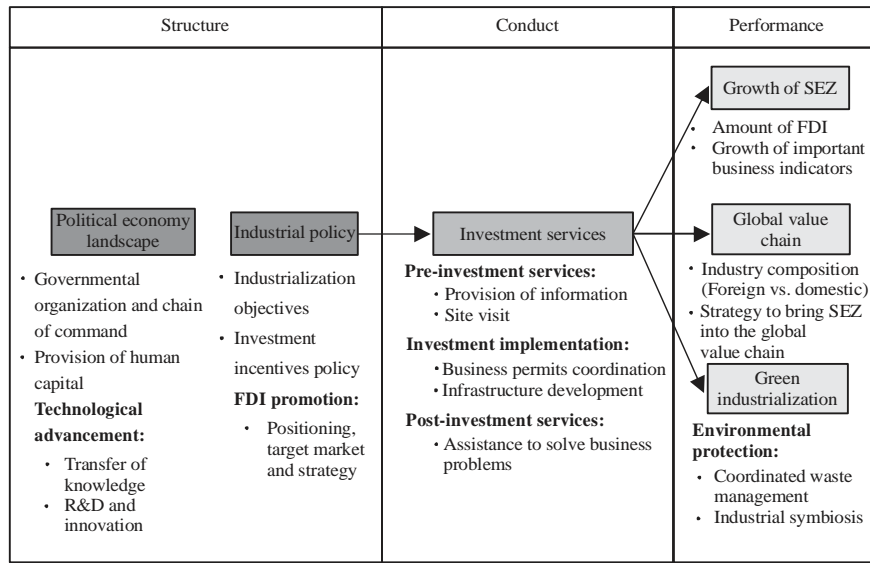 Structure
Conduct
Performance
Political economy
landscape
• Governmental
organization and chain
of command
• Provision of human
capital
Technological
advancement:
• Transfer of
knowledge
• R&D and
innovation
Industrial policy
• Industrialization
objectives
• Investment
incentives policy
FDI promotion:
• Positioning,
target market
and strategy
Investment services
Pre-investment services:
• Provision of information
• Site visit
Investment implementation:
• Business permits coordination
• Infrastructure development
Post-investment services:
• Assistance to solve business
problems
Growth of SEZ
• Amount of FDI
• Growth of important
business indicators
Global value
chain
• Industry composition
(Foreign vs. domestic)
• Strategy to bring SEZ
into the global
value chain
Green
industrialization
Environmental
protection:
• Coordinated waste
management
• Industrial symbiosis